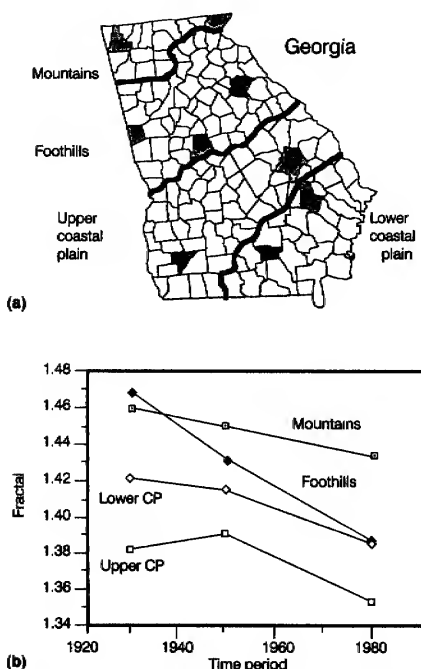 Georgia
Mountains
Foothills
Upper coastal plain
Lower coastal plain
(a)
1.48
1.46
1.44
1.42
1.39
1.38
1.36
1.34
Fractal
Mountains
Foothills
Lower CP
Upper CP
1920
1940
1960
1980
Time period
(b)